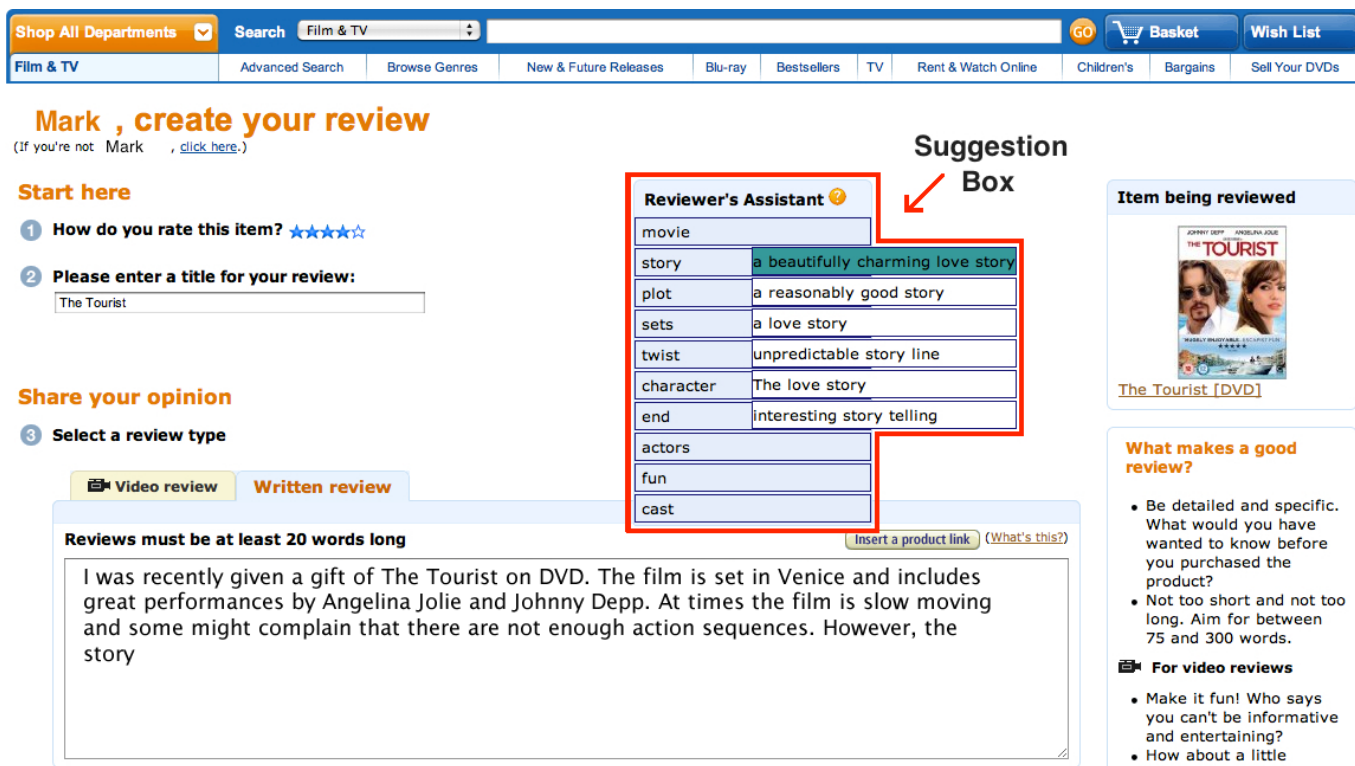 Shop All Departments Search Film & TV GO Basket Wish List
Film & TV Advanced Search Browse Genres New & Future Releases Blu-ray Bestsellers TV Rent & Watch Online Children's Bargains Sell Your DVDs
Mark , create your review
(If you're not Mark , click here.)
Start here
1 How do you rate this item?
2 Please enter a title for your review:
The Tourist
Suggestion
Box
Reviewer's Assistant ?
movie
story
plot
sets
twist
character
end
actors
fun
cast
a beautifully charming love story
a reasonably good story
a love story
unpredictable story line
The love story
interesting story telling
Item being reviewed
JOHNNY DEPP ANGELINA JOLIE
THE TOURIST
The Tourist [DVD]
Share your opinion
3 Select a review type
Video review Written review
Reviews must be at least 20 words long
Insert a product link (What's this?)
I was recently given a gift of The Tourist on DVD. The film is set in Venice and includes
great performances by Angelina Jolie and Johnny Depp. At times the film is slow moving
and some might complain that there are not enough action sequences. However, the
story
What makes a good
review?
• Be detailed and specific.
What would you have
wanted to know before
you purchased the
product?
• Not too short and not too
long. Aim for between
75 and 300 words.
For video reviews
• Make it fun! Who says
you can't be informative
and entertaining?
• How about a little